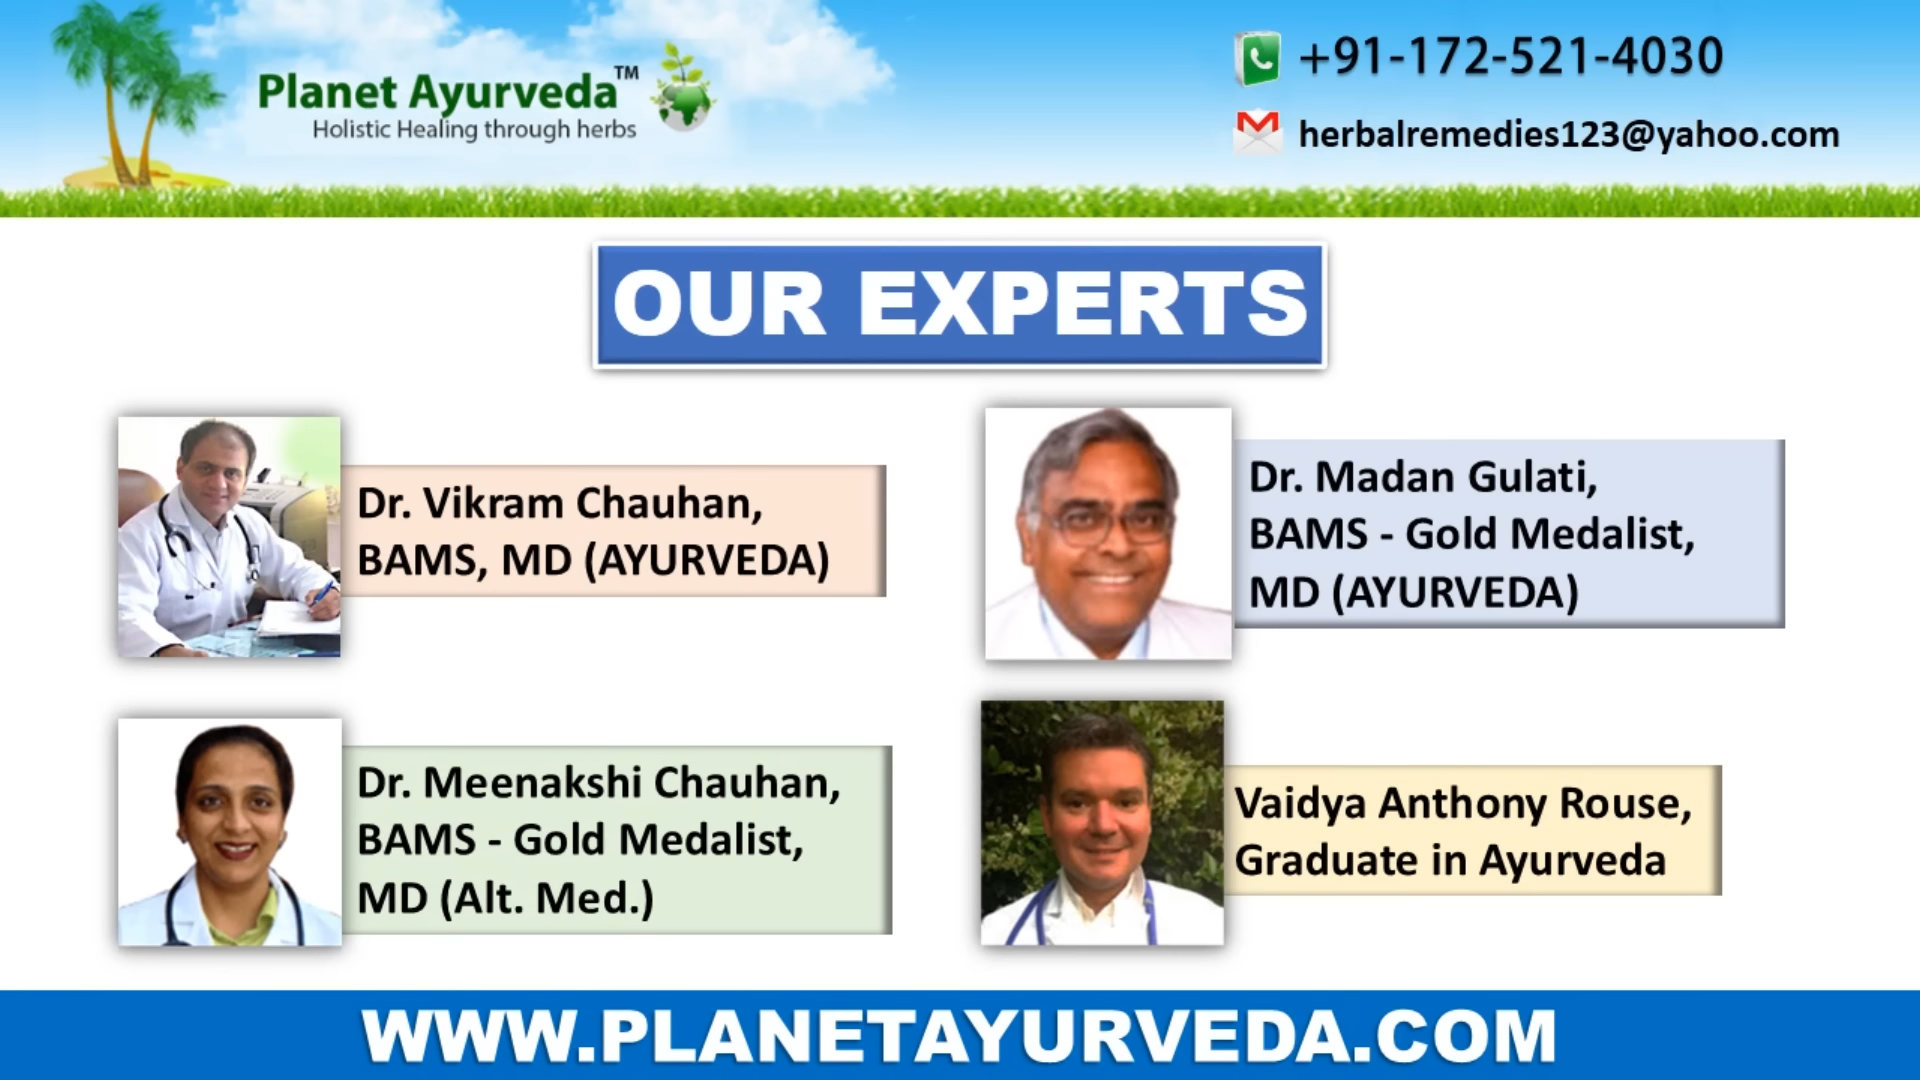 Planet Ayurveda™
Holistic Healing through herbs
+91-172-521-4030
herbalremedies123@yahoo.com
OUR EXPERTS
Dr. Vikram Chauhan,
BAMS, MD (AYURVEDA)
Dr. Madan Gulati,
BAMS - Gold Medalist,
MD (AYURVEDA)
Dr. Meenakshi Chauhan,
BAMS - Gold Medalist,
MD (Alt. Med.)
Vaidya Anthony Rouse,
Graduate in Ayurveda
WWW.PLANETAYURVEDA.COM